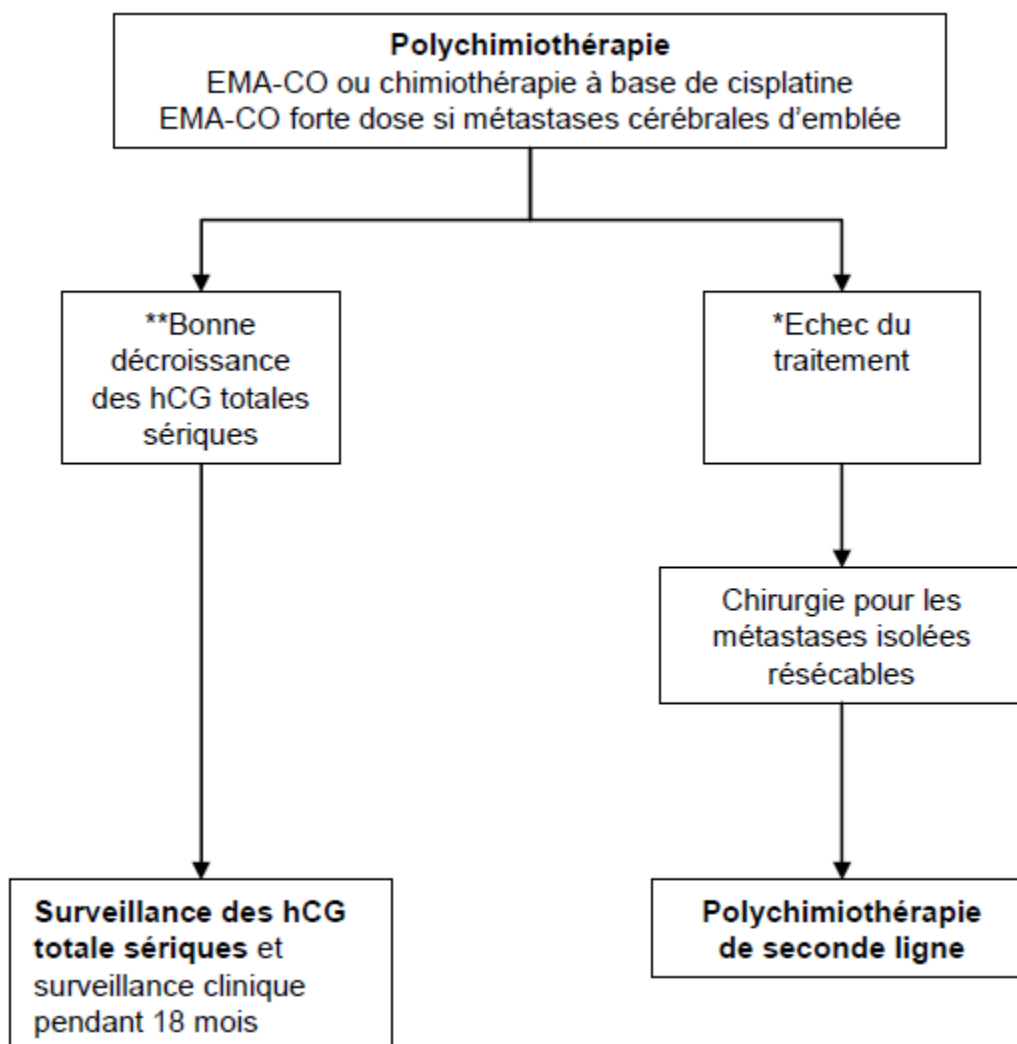 Polychimiothérapie
EMA-CO ou chimiothérapie à base de cisplatine
EMA-CO forte dose si métastases cérébrales d’emblée
**Bonne
décroissance
des hCG totales
sériques
*Echec du
traitement
Chirurgie pour les
métastases isolées
résécables
Surveillance des hCG
totale sériques et
surveillance clinique
pendant 18 mois
Polychimiothérapie
de seconde ligne